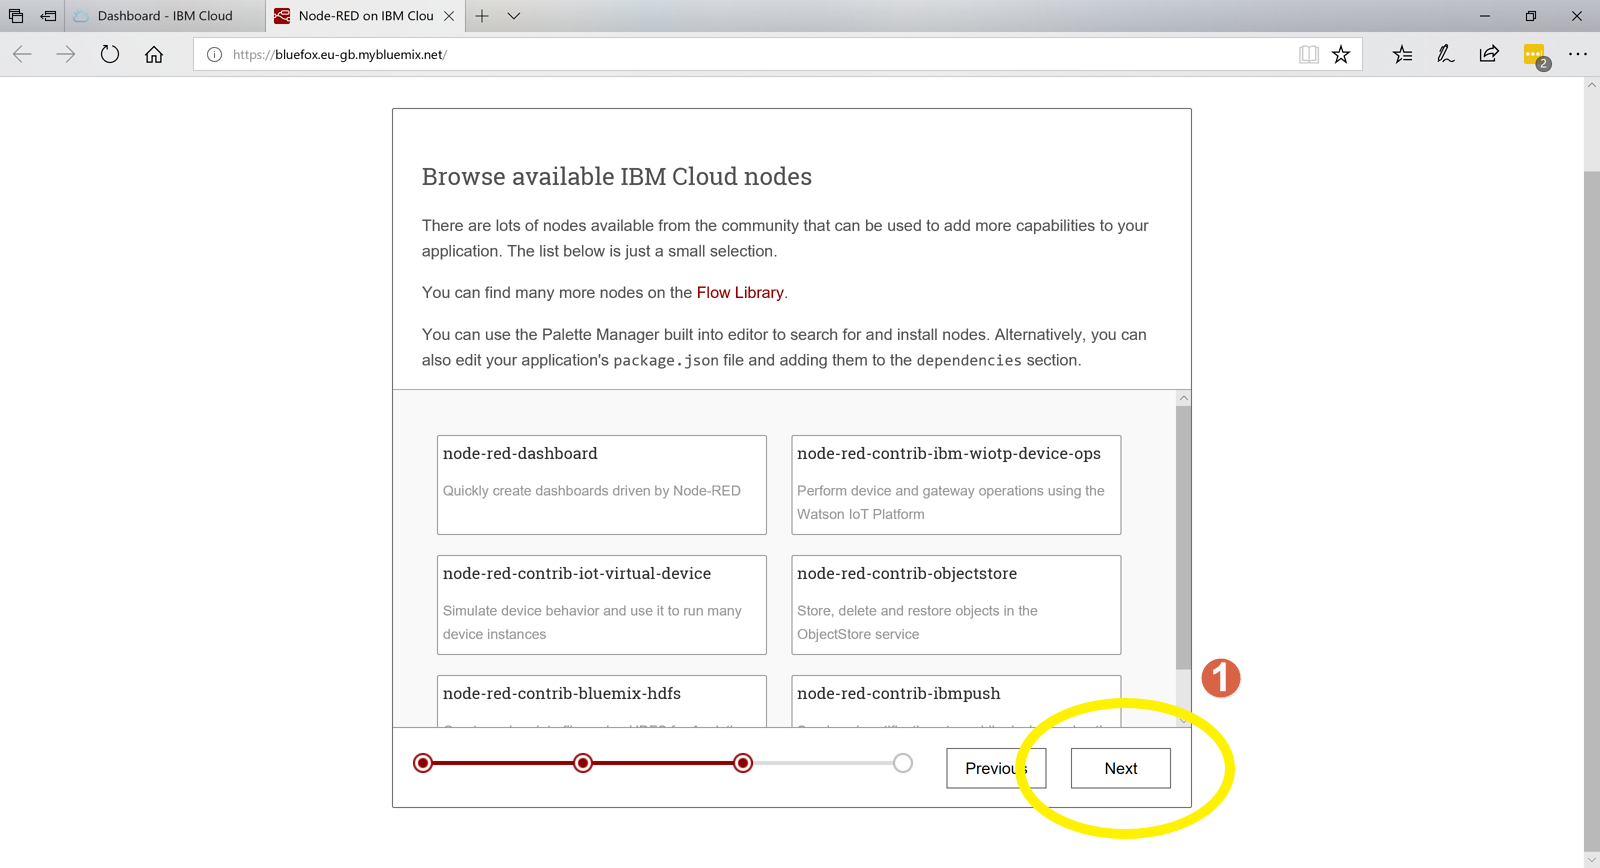 Dashboard - IBM Cloud
Node-RED on IBM Clou
https://bluefox.eu-gb.mybluemix.net/
2
Browse available IBM Cloud nodes
There are lots of nodes available from the community that can be used to add more capabilities to your
application. The list below is just a small selection.
You can find many more nodes on the Flow Library.
You can use the Palette Manager built into editor to search for and install nodes. Alternatively, you can
also edit your application's package.json file and adding them to the dependencies section.
node-red-dashboard
Quickly create dashboards driven by Node-RED
node-red-contrib-ibm-wiotp-device-ops
Perform device and gateway operations using the
Watson IoT Platform
node-red-contrib-iot-virtual-device
Simulate device behavior and use it to run many
device instances
node-red-contrib-objectstore
Store, delete and restore objects in the
ObjectStore service
node-red-contrib-bluemix-hdfs
node-red-contrib-ibmpush
1
Previous
Next